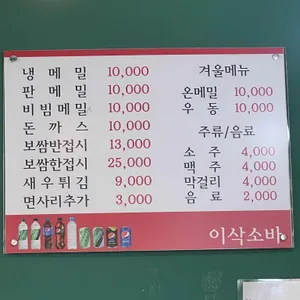 냉 메 밀 10,000
판 메 밀 10,000
비 빔 메 밀 10,000
돈 까 스 10,000
보쌈반접시 13,000
보쌈한접시 25,000
새 우 튀 김 9,000
면사리추가 3,000
겨울메뉴
온메밀 10,000
우 동 10,000
주류/음료
소 주 4,000
맥 주 4,000
막걸리 4,000
음 료 2,000
이삭소바